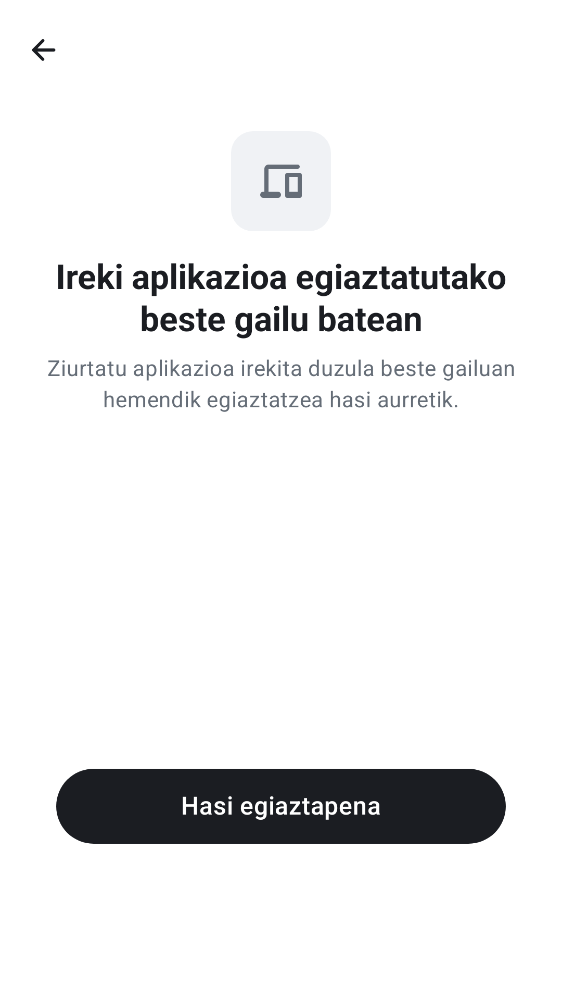 Ireki aplikazioa egiaztatutako
beste gailu batean
Ziurtatu aplikazioa irekita duzula beste gailuan
hemendik egiaztatzea hasi aurretik.
Hasi egiaztapena